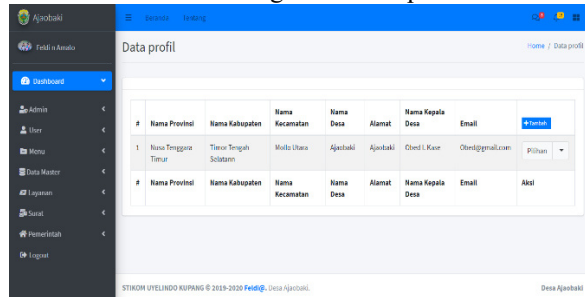 Ajaobaki
Beranda Tentang
Feldi n Amalo
Data profil
Home / Data profil
Dashboard
Admin
User
Menu
Data Master
Layanan
Surat
Pemerintah
Logout
# Nama Provinsi Nama Kabupaten Nama Kecamatan Nama Desa Alamat Nama Kepala Desa Email +Tambah
1 Nusa Tenggara Timur Timor Tengah Selatann Mollo Utara Ajaobaki Ajaobaki Obed I. Kase Obed@gmail.com Pilihan
# Nama Provinsi Nama Kabupaten Nama Kecamatan Nama Desa Alamat Nama Kepala Desa Email Aksi
STIKOM UYELINDO KUPANG © 2019-2020 Feldi@. Desa Ajaobaki.
Desa Ajaobaki